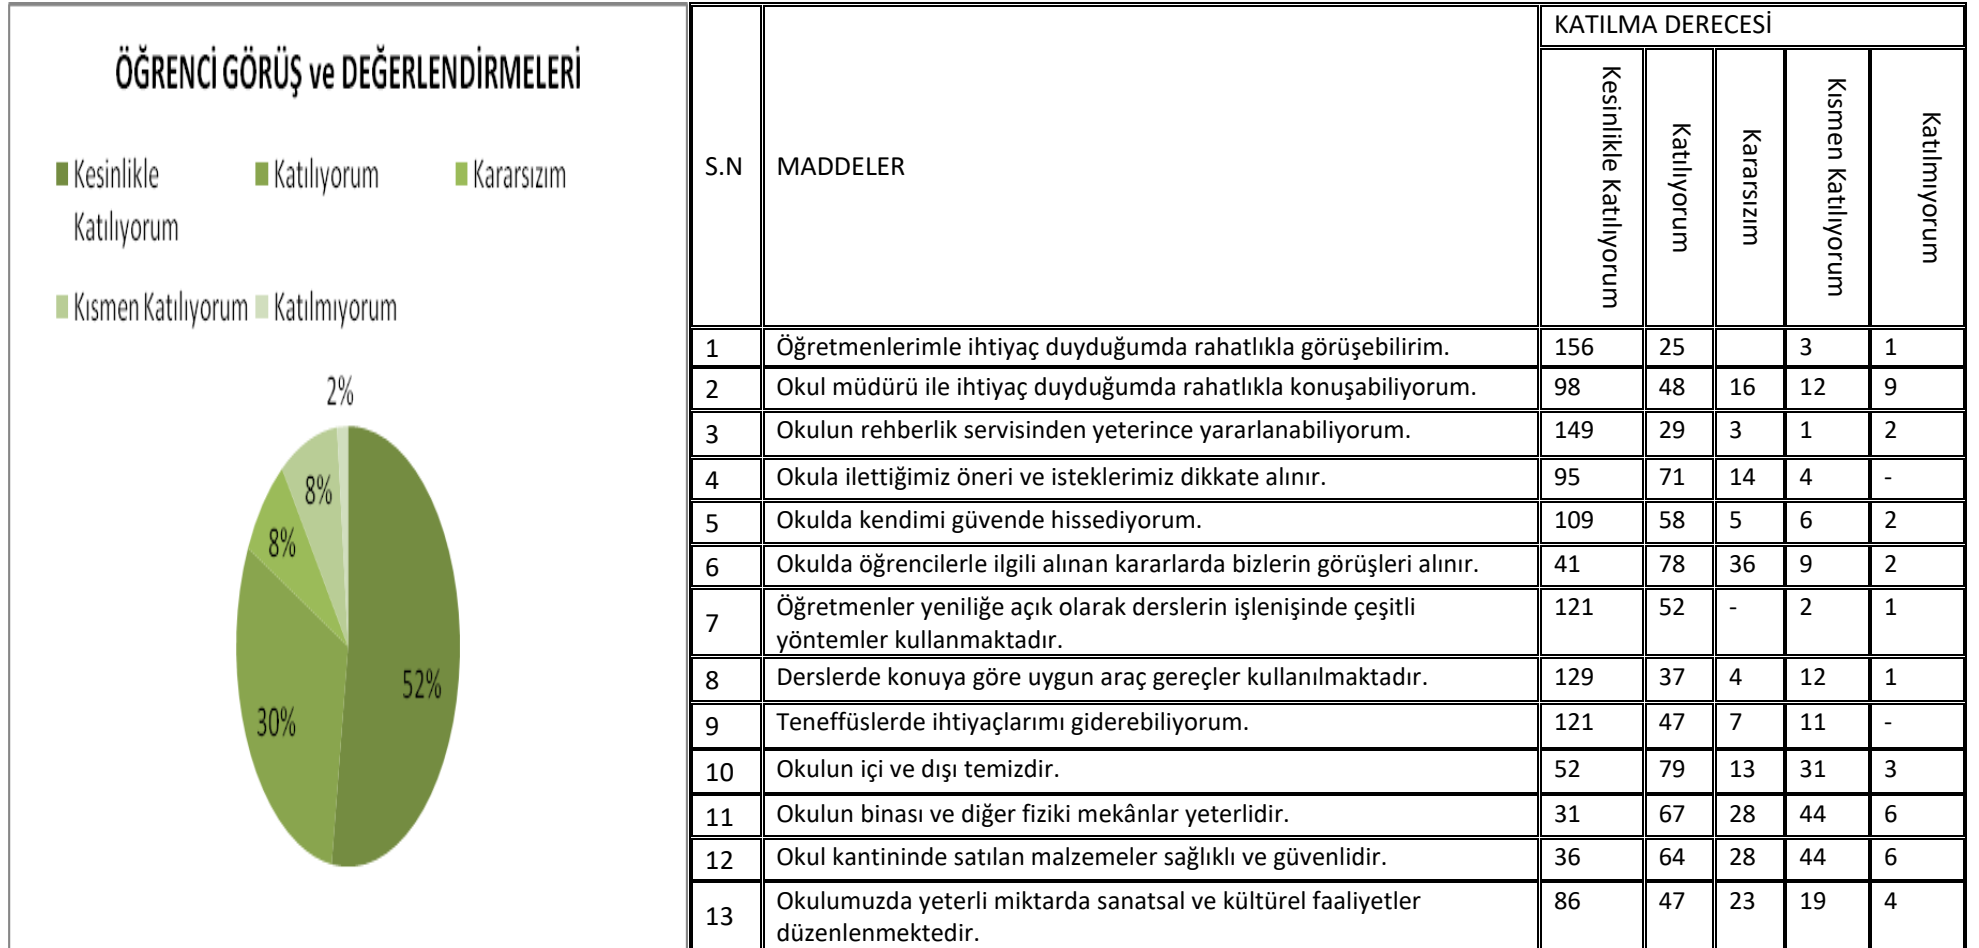 ÖĞRENCİ GÖRÜŞ ve DEĞERLENDİRMELERİ
Kesinlikle Katılıyorum
Katılıyorum
Kararsızım
Kısmen Katılıyorum
Katılmıyorum
2%
8%
8%
52%
30%
KATILMA DERECESİ
S.N MADDELER Kesinlikle Katılıyorum Katılıyorum Kararsızım Kısmen Katılıyorum Katılmıyorum
1 Öğretmenlerimle ihtiyaç duyduğumda rahatlıkla görüşebilirim. 156 25 3 1
2 Okul müdürü ile ihtiyaç duyduğumda rahatlıkla konuşabiliyorum. 98 48 16 12 9
3 Okulun rehberlik servisinden yeterince yararlanabiliyorum. 149 29 3 1 2
4 Okula ilettiğimiz öneri ve isteklerimiz dikkate alınır. 95 71 14 4 -
5 Okulda kendimi güvende hissediyorum. 109 58 5 6 2
6 Okulda öğrencilerle ilgili alınan kararlarda bizlerin görüşleri alınır. 41 78 36 9 2
7 Öğretmenler yeniliğe açık olarak derslerin işlenişinde çeşitli
yöntemler kullanmaktadır. 121 52 - 2 1
8 Derslerde konuya göre uygun araç gereçler kullanılmaktadır. 129 37 4 12 1
9 Teneffüslerde ihtiyaçlarımı giderebiliyorum. 121 47 7 11 -
10 Okulun içi ve dışı temizdir. 52 79 13 31 3
11 Okulun binası ve diğer fiziki mekânlar yeterlidir. 31 67 28 44 6
12 Okul kantininde satılan malzemeler sağlıklı ve güvenlidir. 36 64 28 44 6
13 Okulumuzda yeterli miktarda sanatsal ve kültürel faaliyetler
düzenlenmektedir. 86 47 23 19 4